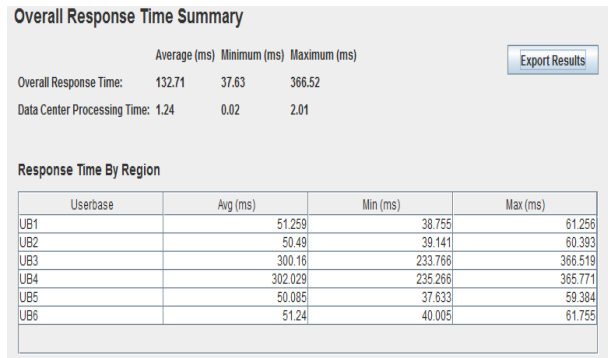 Overall Response Time Summary
Average (ms) Minimum (ms) Maximum (ms)
Export Results
Overall Response Time: 132.71 37.63 366.52
Data Center Processing Time: 1.24 0.02 2.01
Response Time By Region
Userbase Avg (ms) Min (ms) Max (ms)
UB1 51.259 38.755 61.256
UB2 50.49 39.141 60.393
UB3 300.16 233.766 366.519
UB4 302.029 235.266 365.771
UB5 50.085 37.633 59.384
UB6 51.24 40.005 61.755